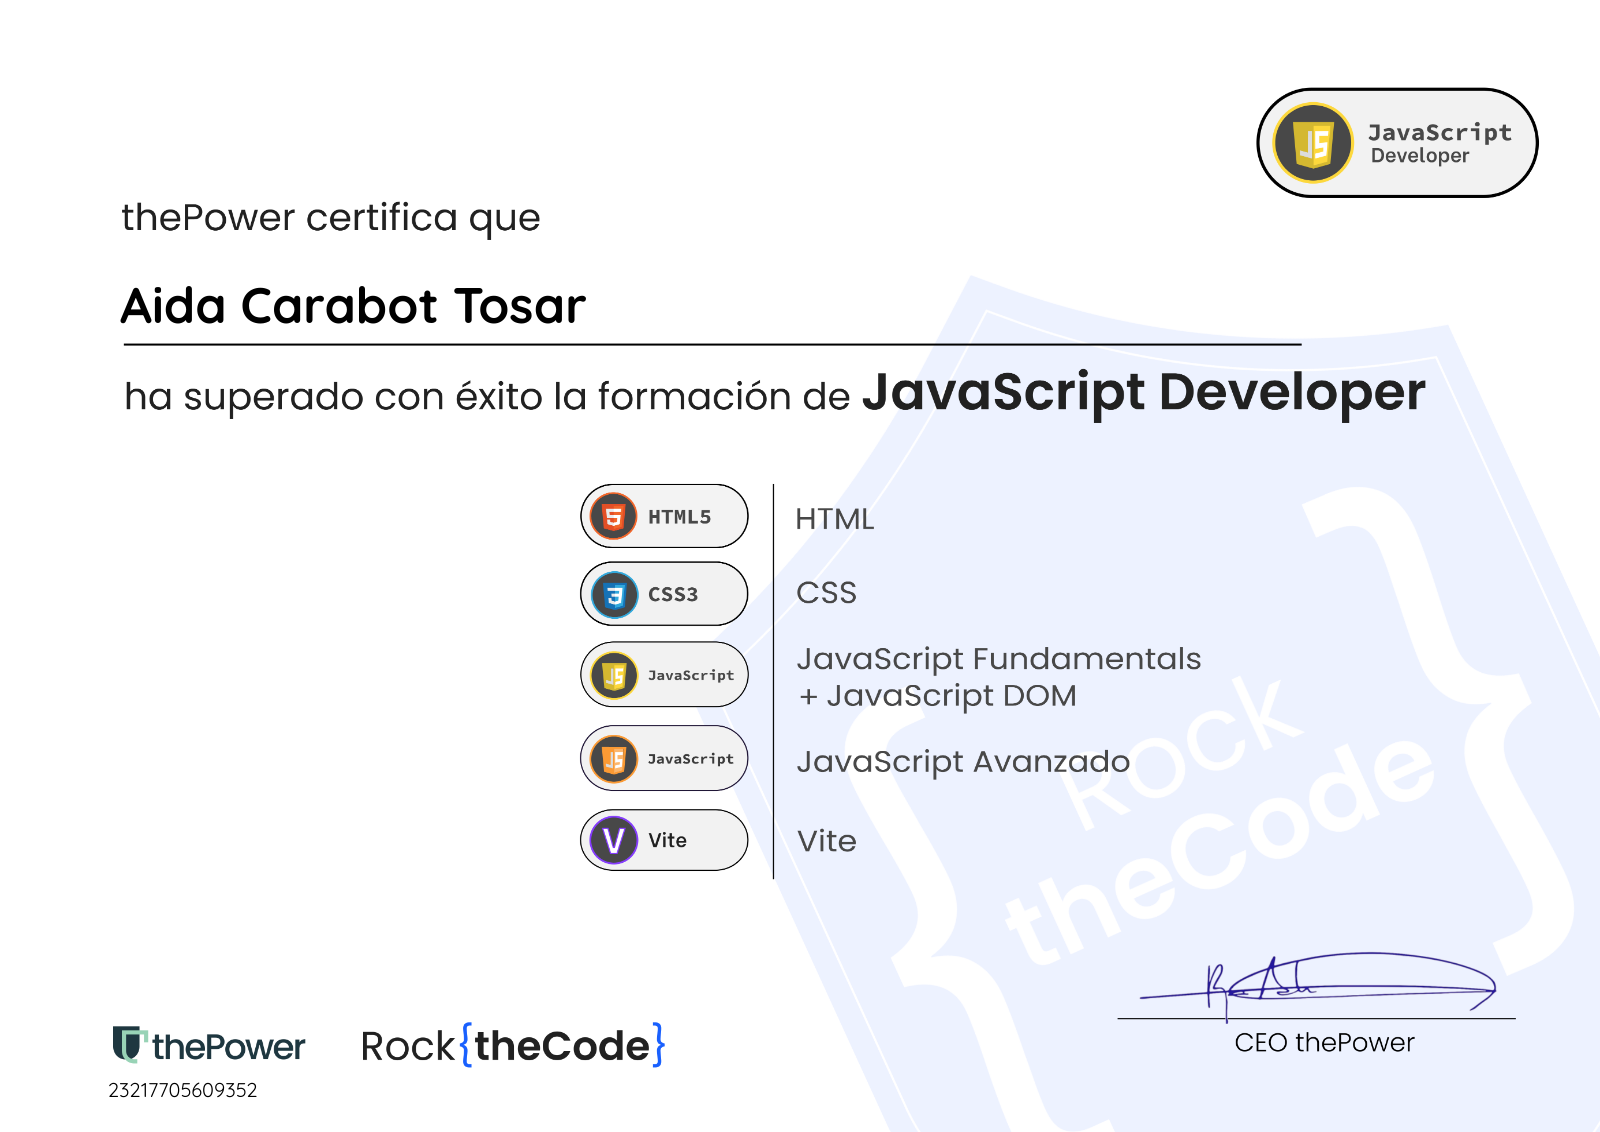 JavaScript
Developer
thePower certifica que
Aida Carabot Tosar
ha superado con éxito la formación de JavaScript Developer
HTML5 HTML
CSS3 CSS
JavaScript JavaScript Fundamentals
+ JavaScript DOM
JavaScript JavaScript Avanzado
Vite Vite
Rock
theCode
thePower Rock{theCode}
CEO thePower
23217705609352